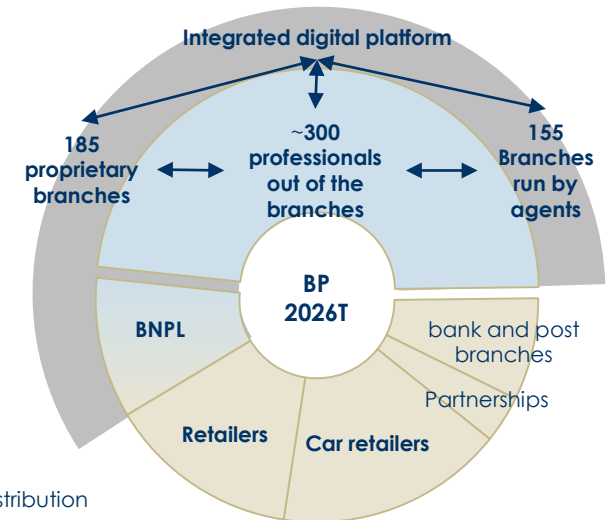 Integrated digital platform
185
proprietary
branches
~300
professionals
out of the
branches
155
Branches
run by
agents
BP
2026T
BNPL
bank and post
branches
Partnerships
Retailers
Car retailers
stribution